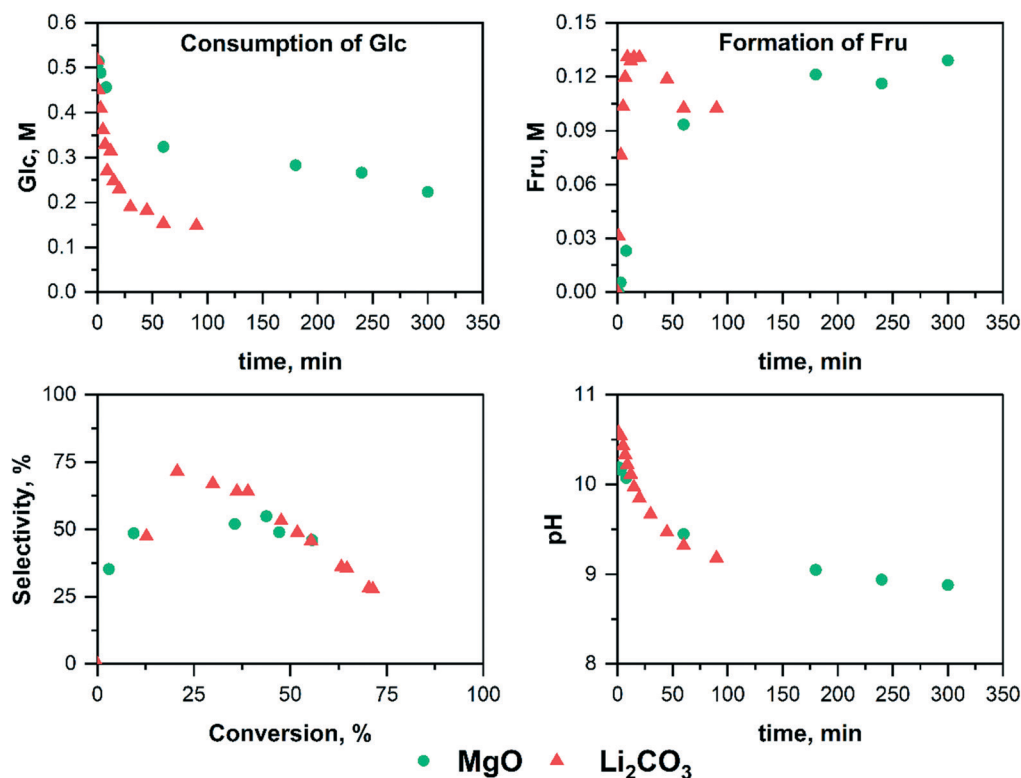 Consumption of Glc
Glc, M
0.6
0.5
0.4
0.3
0.2
0.1
0.0
0 50 100 150 200 250 300 350
time, min
Formation of Fru
Fru, M
0.15
0.12
0.09
0.06
0.03
0.00
0 50 100 150 200 250 300 350
time, min
Selectivity, %
100
75
50
25
0
0 25 50 75 100
Conversion, %
pH
11
10
9
8
0 50 100 150 200 250 300 350
time, min
MgO Li₂CO₃